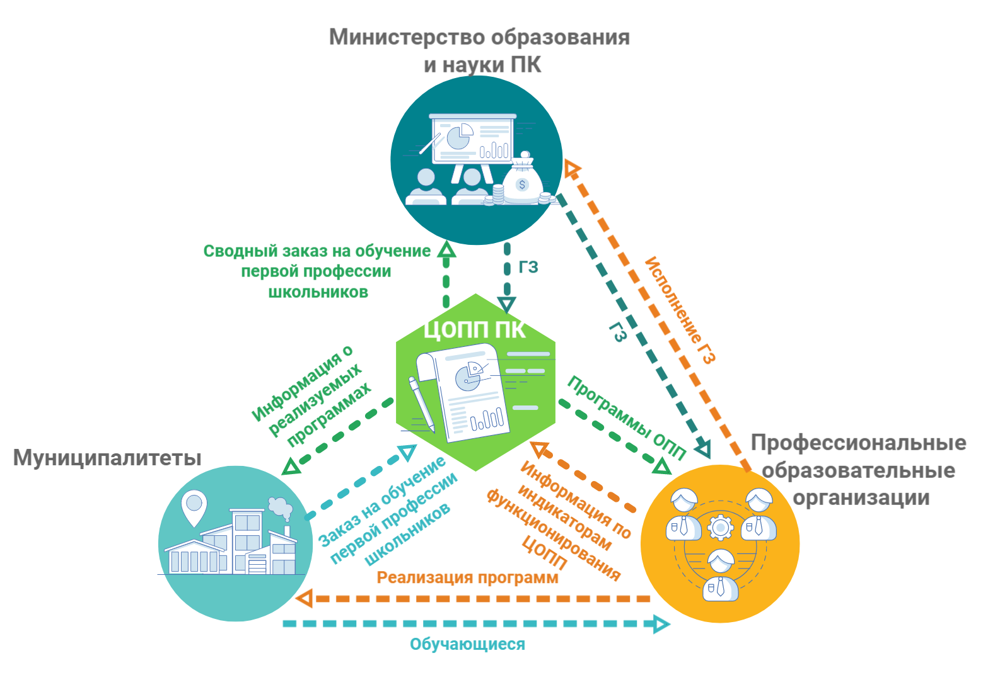 Министерство образования
и науки ПК
Сводный заказ на обучение
первой профессии
школьников
ГЗ
Исполнение ГЗ
ГЗ
ЦОПП ПК
$
Информация о
реализуемых
программах
Программы ОПП
Муниципалитеты
Профессиональные
образовательные
организации
Заказ на обучение
первой профессии
школьников
Информация по
индикаторам
функционирования
ЦОПП
Реализация программ
Обучающиеся